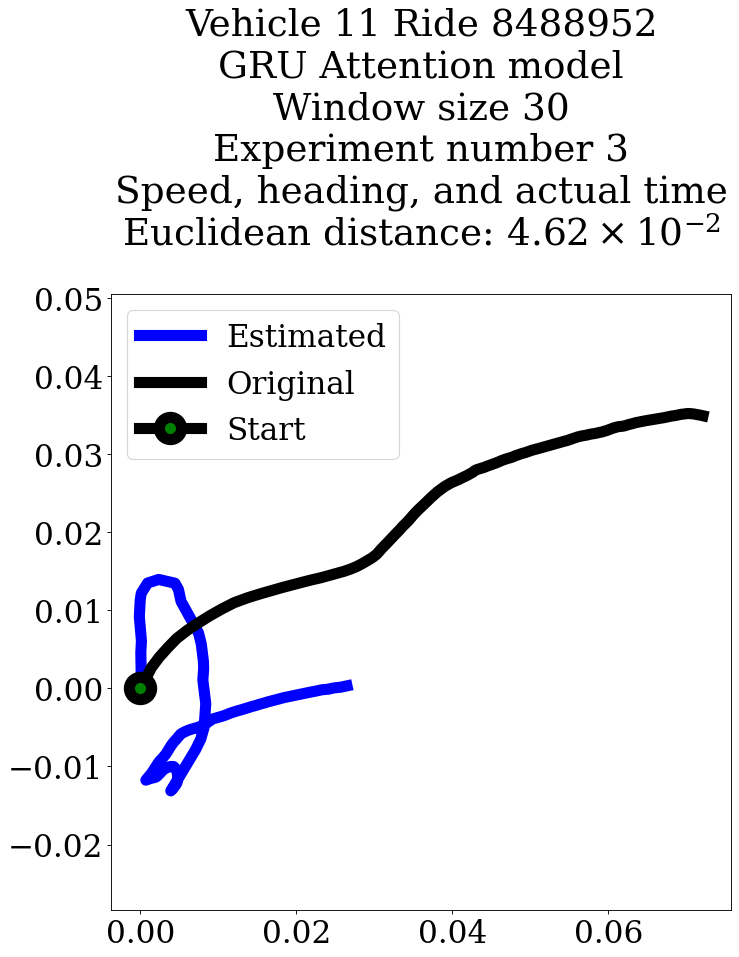 Vehicle 11 Ride 8488952
GRU Attention model
Window size 30
Experiment number 3
Speed, heading, and actual time
Euclidean distance: 4.62 × 10⁻²
0.05
0.04
0.03
0.02
0.01
0.00
−0.01
−0.02
Estimated
Original
Start
0.00 0.02 0.04 0.06